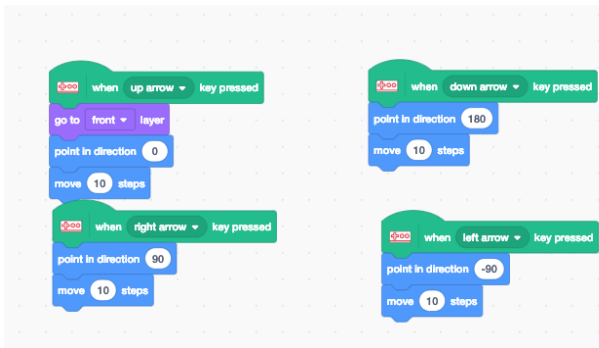 when up arrow key pressed
go to front layer
point in direction 0
move 10 steps
when right arrow key pressed
point in direction 90
move 10 steps
when down arrow key pressed
point in direction 180
move 10 steps
when left arrow key pressed
point in direction -90
move 10 steps